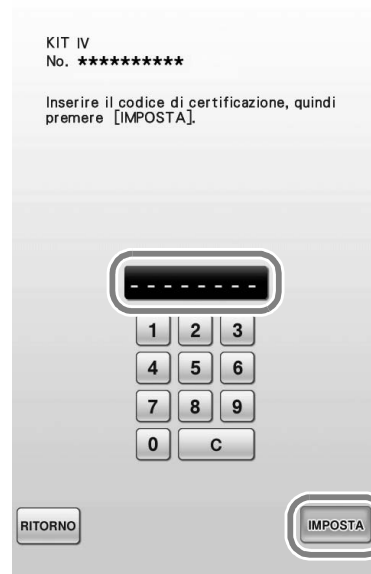 KIT IV
No. **********
Inserire il codice di certificazione, quindi
premere [IMPOSTA].
- - - - - - - -
1 2 3
4 5 6
7 8 9
0 C
RITORNO IMPOSTA